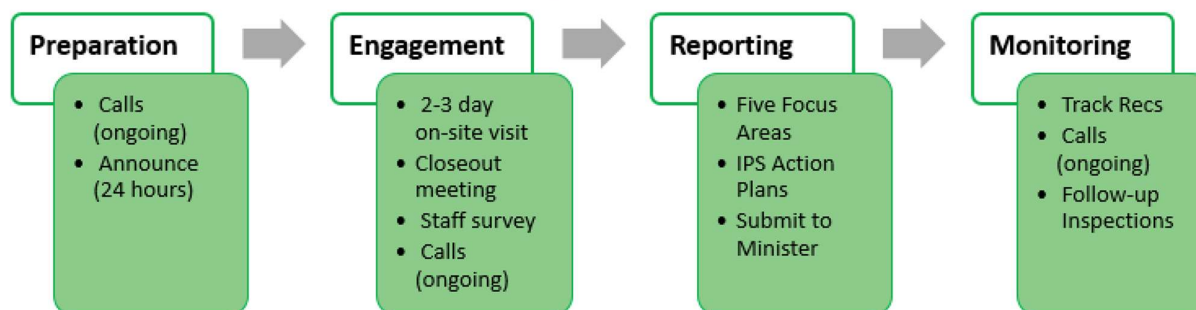 Preparation
• Calls
(ongoing)
• Announce
(24 hours)
Engagement
• 2-3 day
on-site visit
• Closeout
meeting
• Staff survey
• Calls
(ongoing)
Reporting
• Five Focus
Areas
• IPS Action
Plans
• Submit to
Minister
Monitoring
• Track Recs
• Calls
(ongoing)
• Follow-up
Inspections